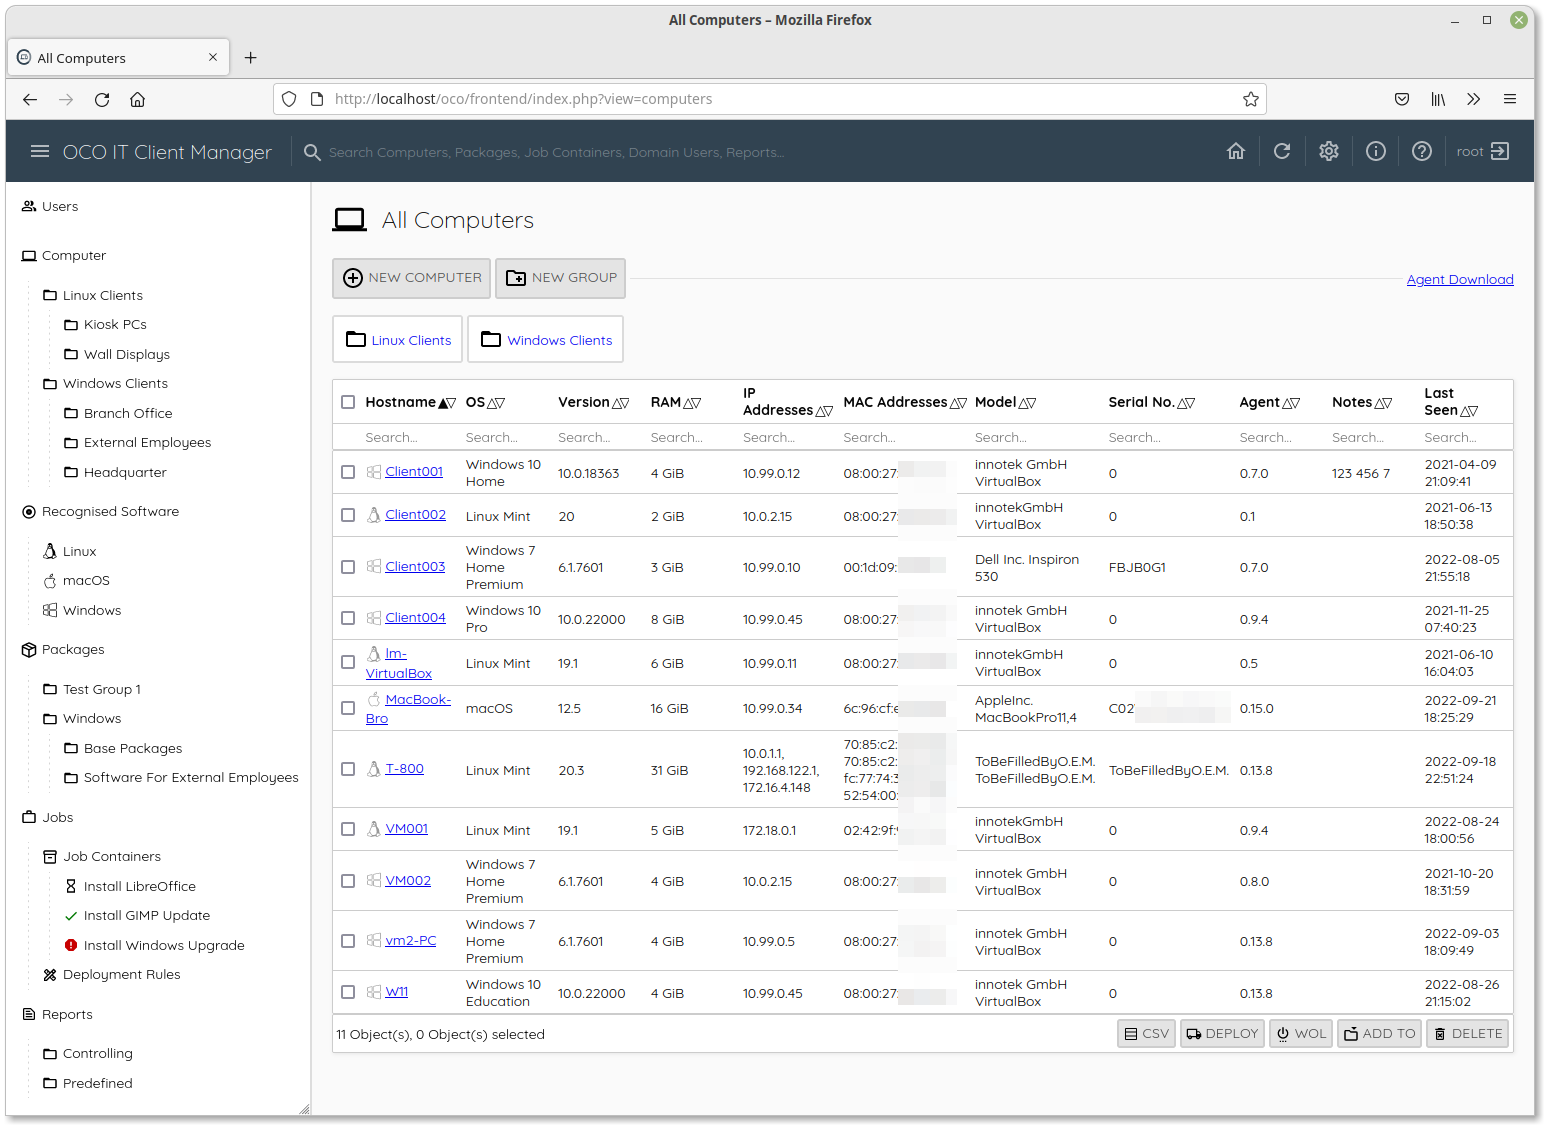 All Computers – Mozilla Firefox
All Computers
http://localhost/oco/frontend/index.php?view=computers
OCO IT Client Manager
Search Computers, Packages, Job Containers, Domain Users, Reports...
root
Users
Computer
Linux Clients
Kiosk PCs
Wall Displays
Windows Clients
Branch Office
External Employees
Headquarter
Recognised Software
Linux
macOS
Windows
Packages
Test Group 1
Windows
Base Packages
Software For External Employees
Jobs
Job Containers
Install LibreOffice
Install GIMP Update
Install Windows Upgrade
Deployment Rules
Reports
Controlling
Predefined
All Computers
NEW COMPUTER NEW GROUP Agent Download
Linux Clients Windows Clients
Hostname OS Version RAM IP Addresses MAC Addresses Model Serial No. Agent Notes Last Seen
Search... Search... Search... Search... Search... Search... Search... Search... Search... Search... Search...
Client001 Windows 10 Home 10.0.18363 4 GiB 10.99.0.12 08:00:27: innotek GmbH VirtualBox 0 0.7.0 123 456 7 2021-04-09 21:09:41
Client002 Linux Mint 20 2 GiB 10.0.2.15 08:00:27: innotekGmbH VirtualBox 0 0.1 2021-06-13 18:50:38
Client003 Windows 7 Home Premium 6.1.7601 3 GiB 10.99.0.10 00:1d:09: Dell Inc. Inspiron 530 FBJB0G1 0.7.0 2022-08-05 21:55:18
Client004 Windows 10 Pro 10.0.22000 8 GiB 10.99.0.45 08:00:27: innotek GmbH VirtualBox 0 0.9.4 2021-11-25 07:40:23
lm-VirtualBox Linux Mint 19.1 6 GiB 10.99.0.11 08:00:27: innotekGmbH VirtualBox 0 0.5 2021-06-10 16:04:03
MacBook-Bro macOS 12.5 16 GiB 10.99.0.34 6c:96:cf: AppleInc. MacBookPro11,4 C02 0.15.0 2022-09-21 18:25:29
T-800 Linux Mint 20.3 31 GiB 10.0.1.1, 192.168.122.1, 172.16.4.148 70:85:c2: 70:85:c2: fc:77:74: 52:54:00: ToBeFilledByO.E.M. ToBeFilledByO.E.M. ToBeFilledByO.E.M. 0.13.8 2022-09-18 22:51:24
VM001 Linux Mint 19.1 5 GiB 172.18.0.1 02:42:9f: innotekGmbH VirtualBox 0 0.9.4 2022-08-24 18:00:56
VM002 Windows 7 Home Premium 6.1.7601 4 GiB 10.0.2.15 08:00:27: innotek GmbH VirtualBox 0 0.8.0 2021-10-20 18:31:59
vm2-PC Windows 7 Home Premium 6.1.7601 4 GiB 10.99.0.5 08:00:27: innotek GmbH VirtualBox 0 0.13.8 2022-09-03 18:09:49
W11 Windows 10 Education 10.0.22000 4 GiB 10.99.0.45 08:00:27: innotek GmbH VirtualBox 0 0.13.8 2022-08-26 21:15:02
11 Object(s), 0 Object(s) selected CSV DEPLOY WOL ADD TO DELETE